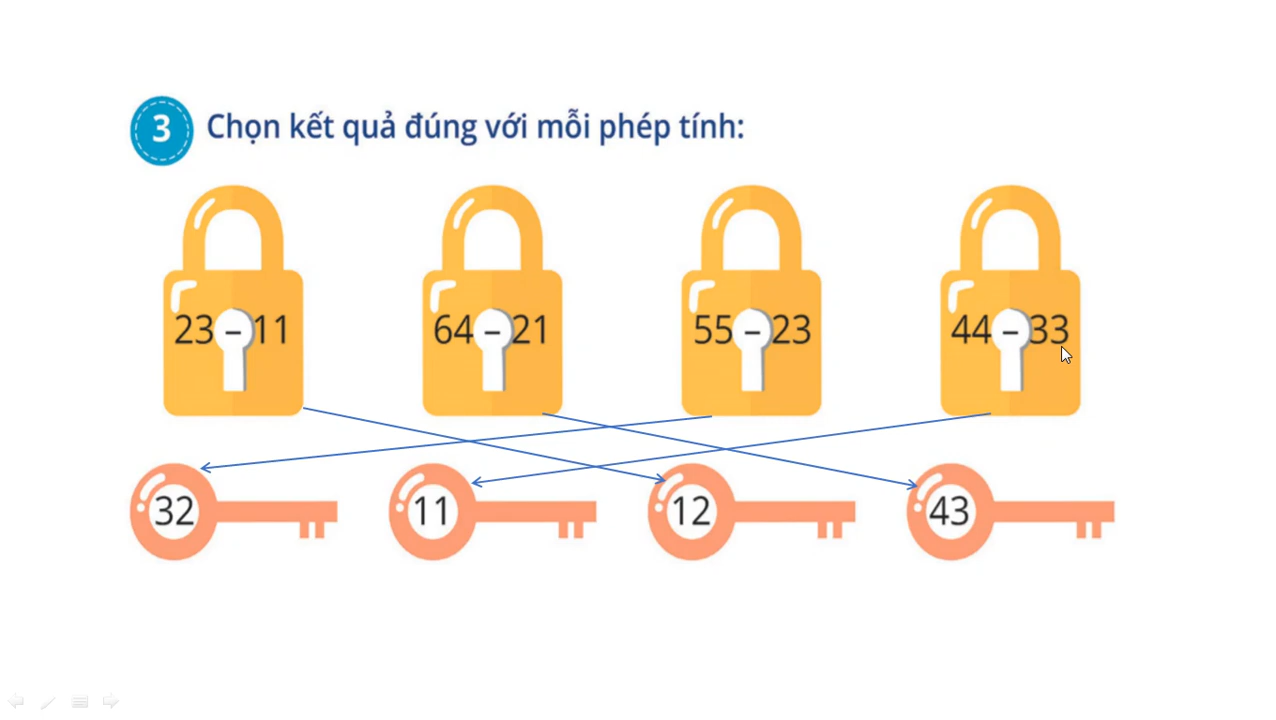 3 Chọn kết quả đúng với mỗi phép tính:
23 – 11 64 – 21 55 – 23 44 – 33
32 11 12 43